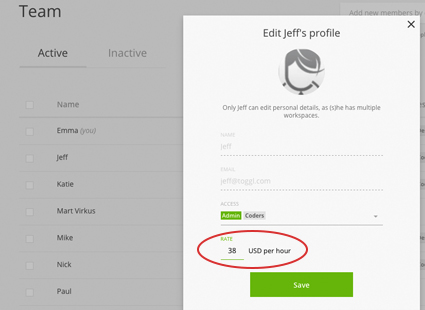 Team
Add new members by
Active Inactive
Name
Emma (you)
Jeff
Katie
Mart Virkus
Mike
Nick
Paul
Edit Jeff's profile
Only Jeff can edit personal details, as (s)he has multiple
workspaces.
NAME
Jeff
EMAIL
jeff@toggl.com
ACCESS
Admin Coders
RATE
38 USD per hour
Save